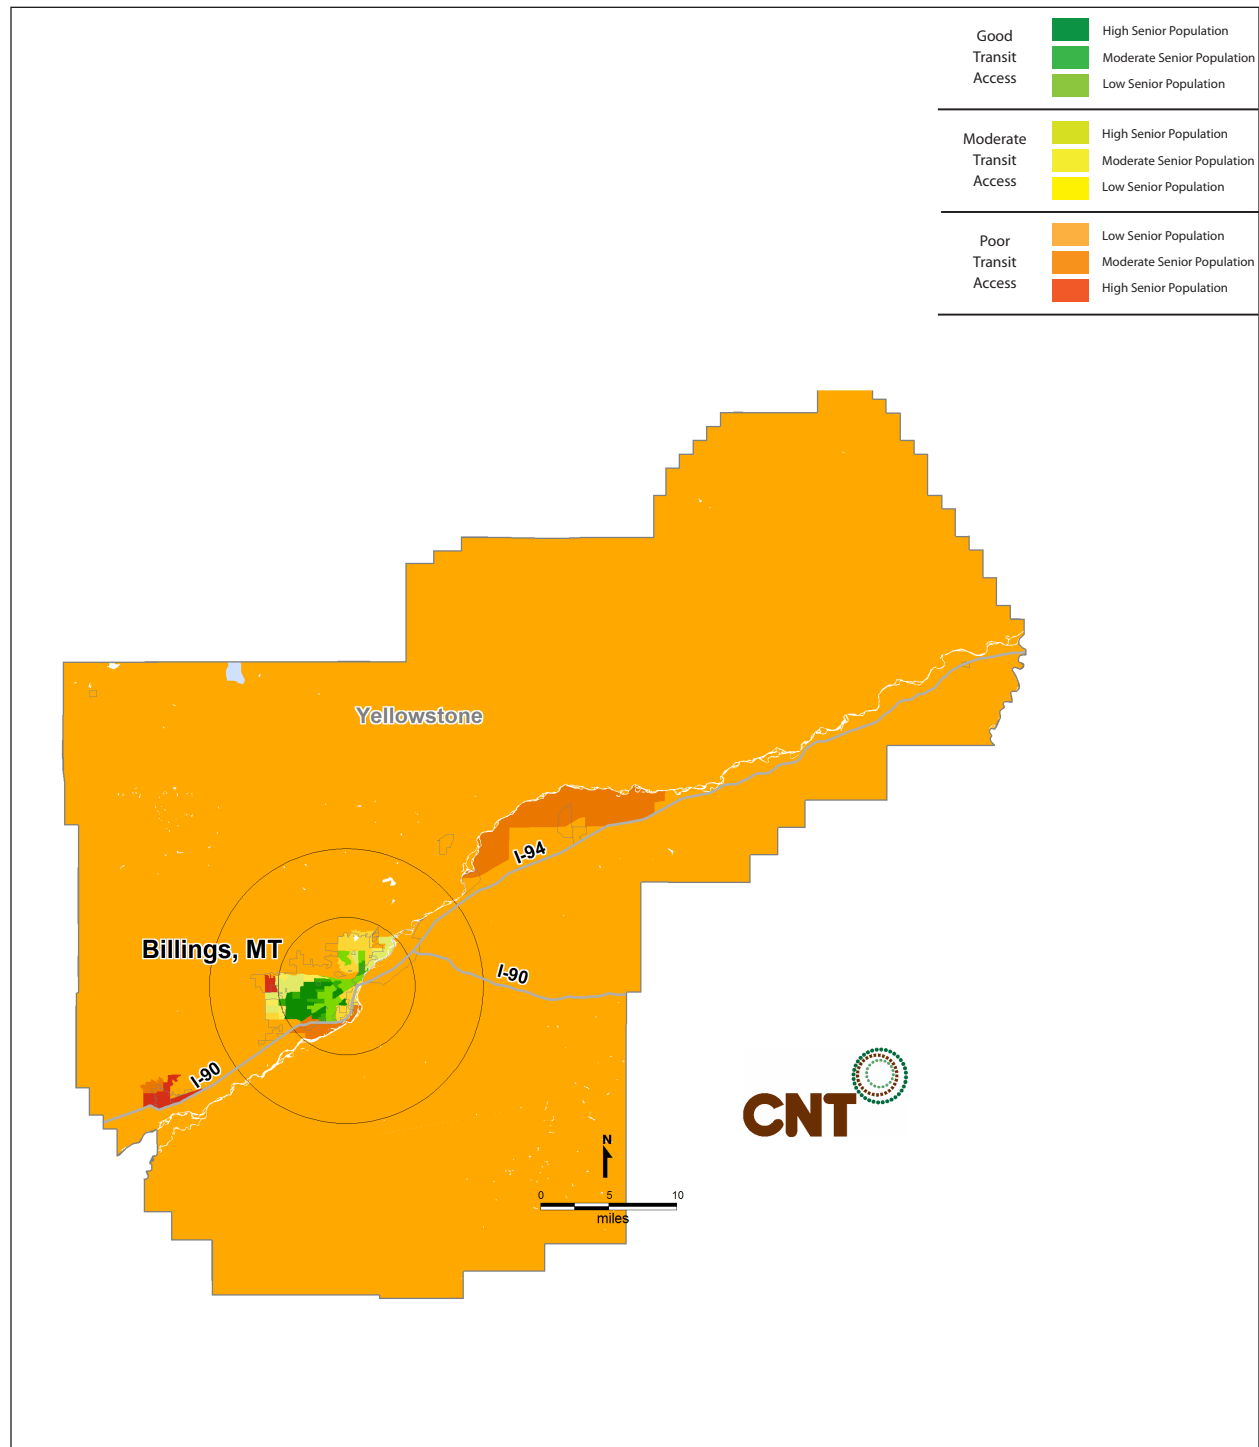 Good
Transit
Access
High Senior Population
Moderate Senior Population
Low Senior Population
Moderate
Transit
Access
High Senior Population
Moderate Senior Population
Low Senior Population
Poor
Transit
Access
Low Senior Population
Moderate Senior Population
High Senior Population
Yellowstone
I-94
Billings, MT
I-90
I-90
CNT
N
0 5 10
miles